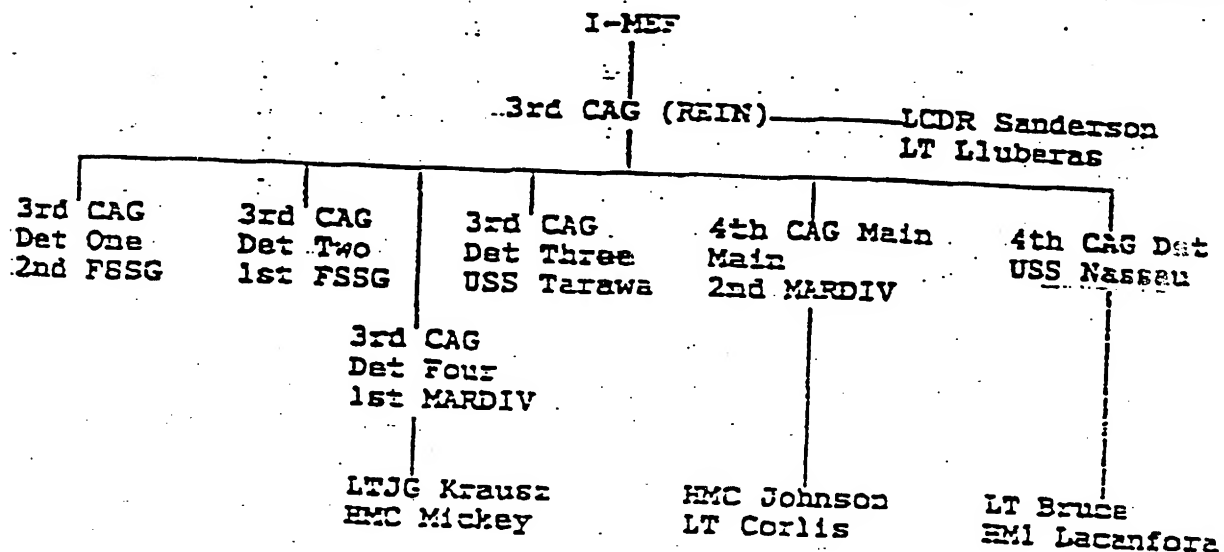 I-MEF
3rd CAG (REIN)
LCDR Sanderson
LT Lluberas
3rd CAG
Det One
2nd FSSG
3rd CAG
Det Two
1st FSSG
3rd CAG
Det Three
USS Tarawa
4th CAG Main
Main
2nd MARDIV
4th CAG Det
USS Nassau
3rd CAG
Det Four
1st MARDIV
LTJG Krausz
HMC Mickey
HMC Johnson
LT Corlis
LT Bruce
HM1 Lacanfora